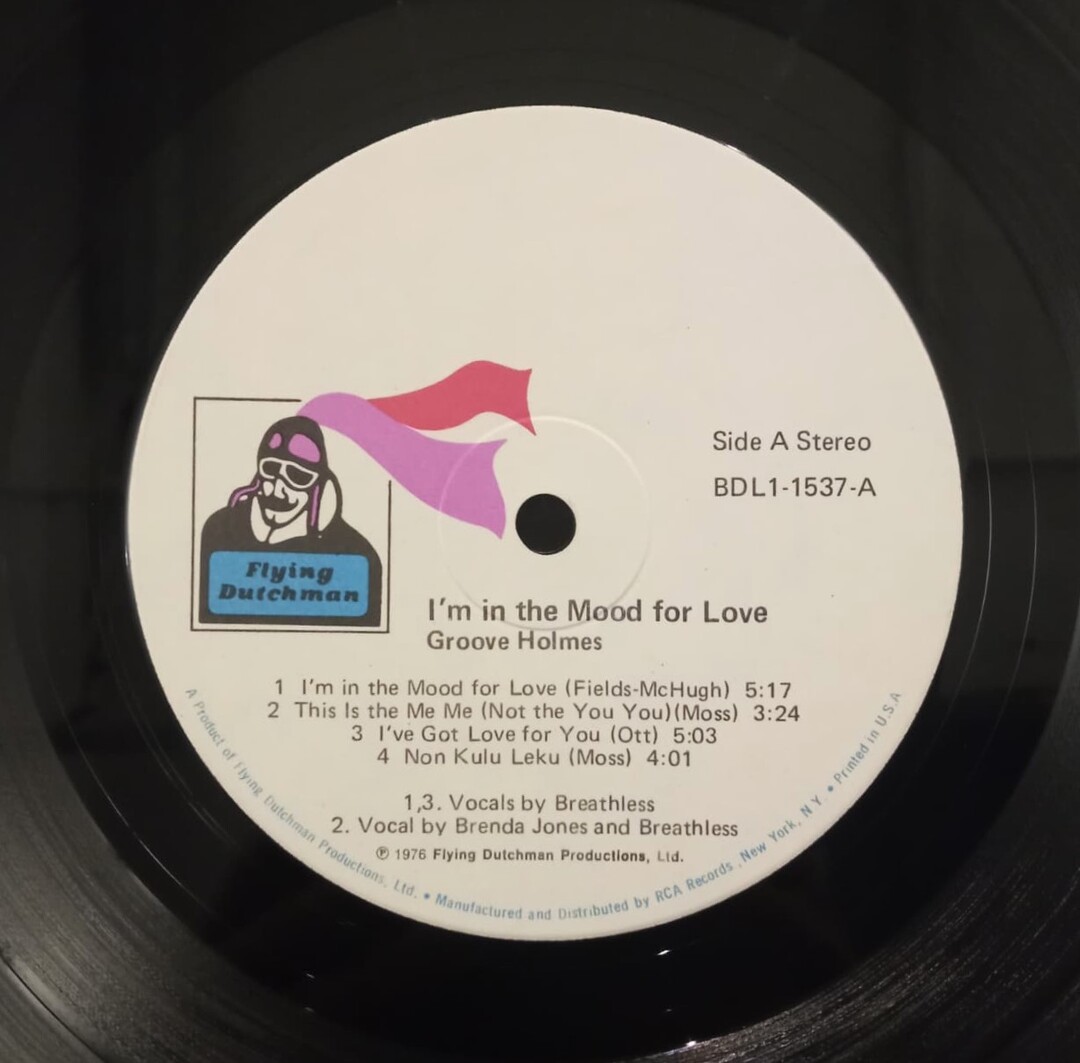 Side A Stereo
BDL1-1537-A
Flying
Dutchman
I'm in the Mood for Love
Groove Holmes
1 I'm in the Mood for Love (Fields-McHugh) 5:17
2 This Is the Me Me (Not the You You)(Moss) 3:24
3 I've Got Love for You (Ott) 5:03
4 Non Kulu Leku (Moss) 4:01
1,3. Vocals by Breathless
2. Vocal by Brenda Jones and Breathless
℗ 1976 Flying Dutchman Productions, Ltd.
A Product of Flying Dutchman Productions, Ltd. • Manufactured and Distributed by RCA Records, New York, N.Y. • Printed in U.S.A